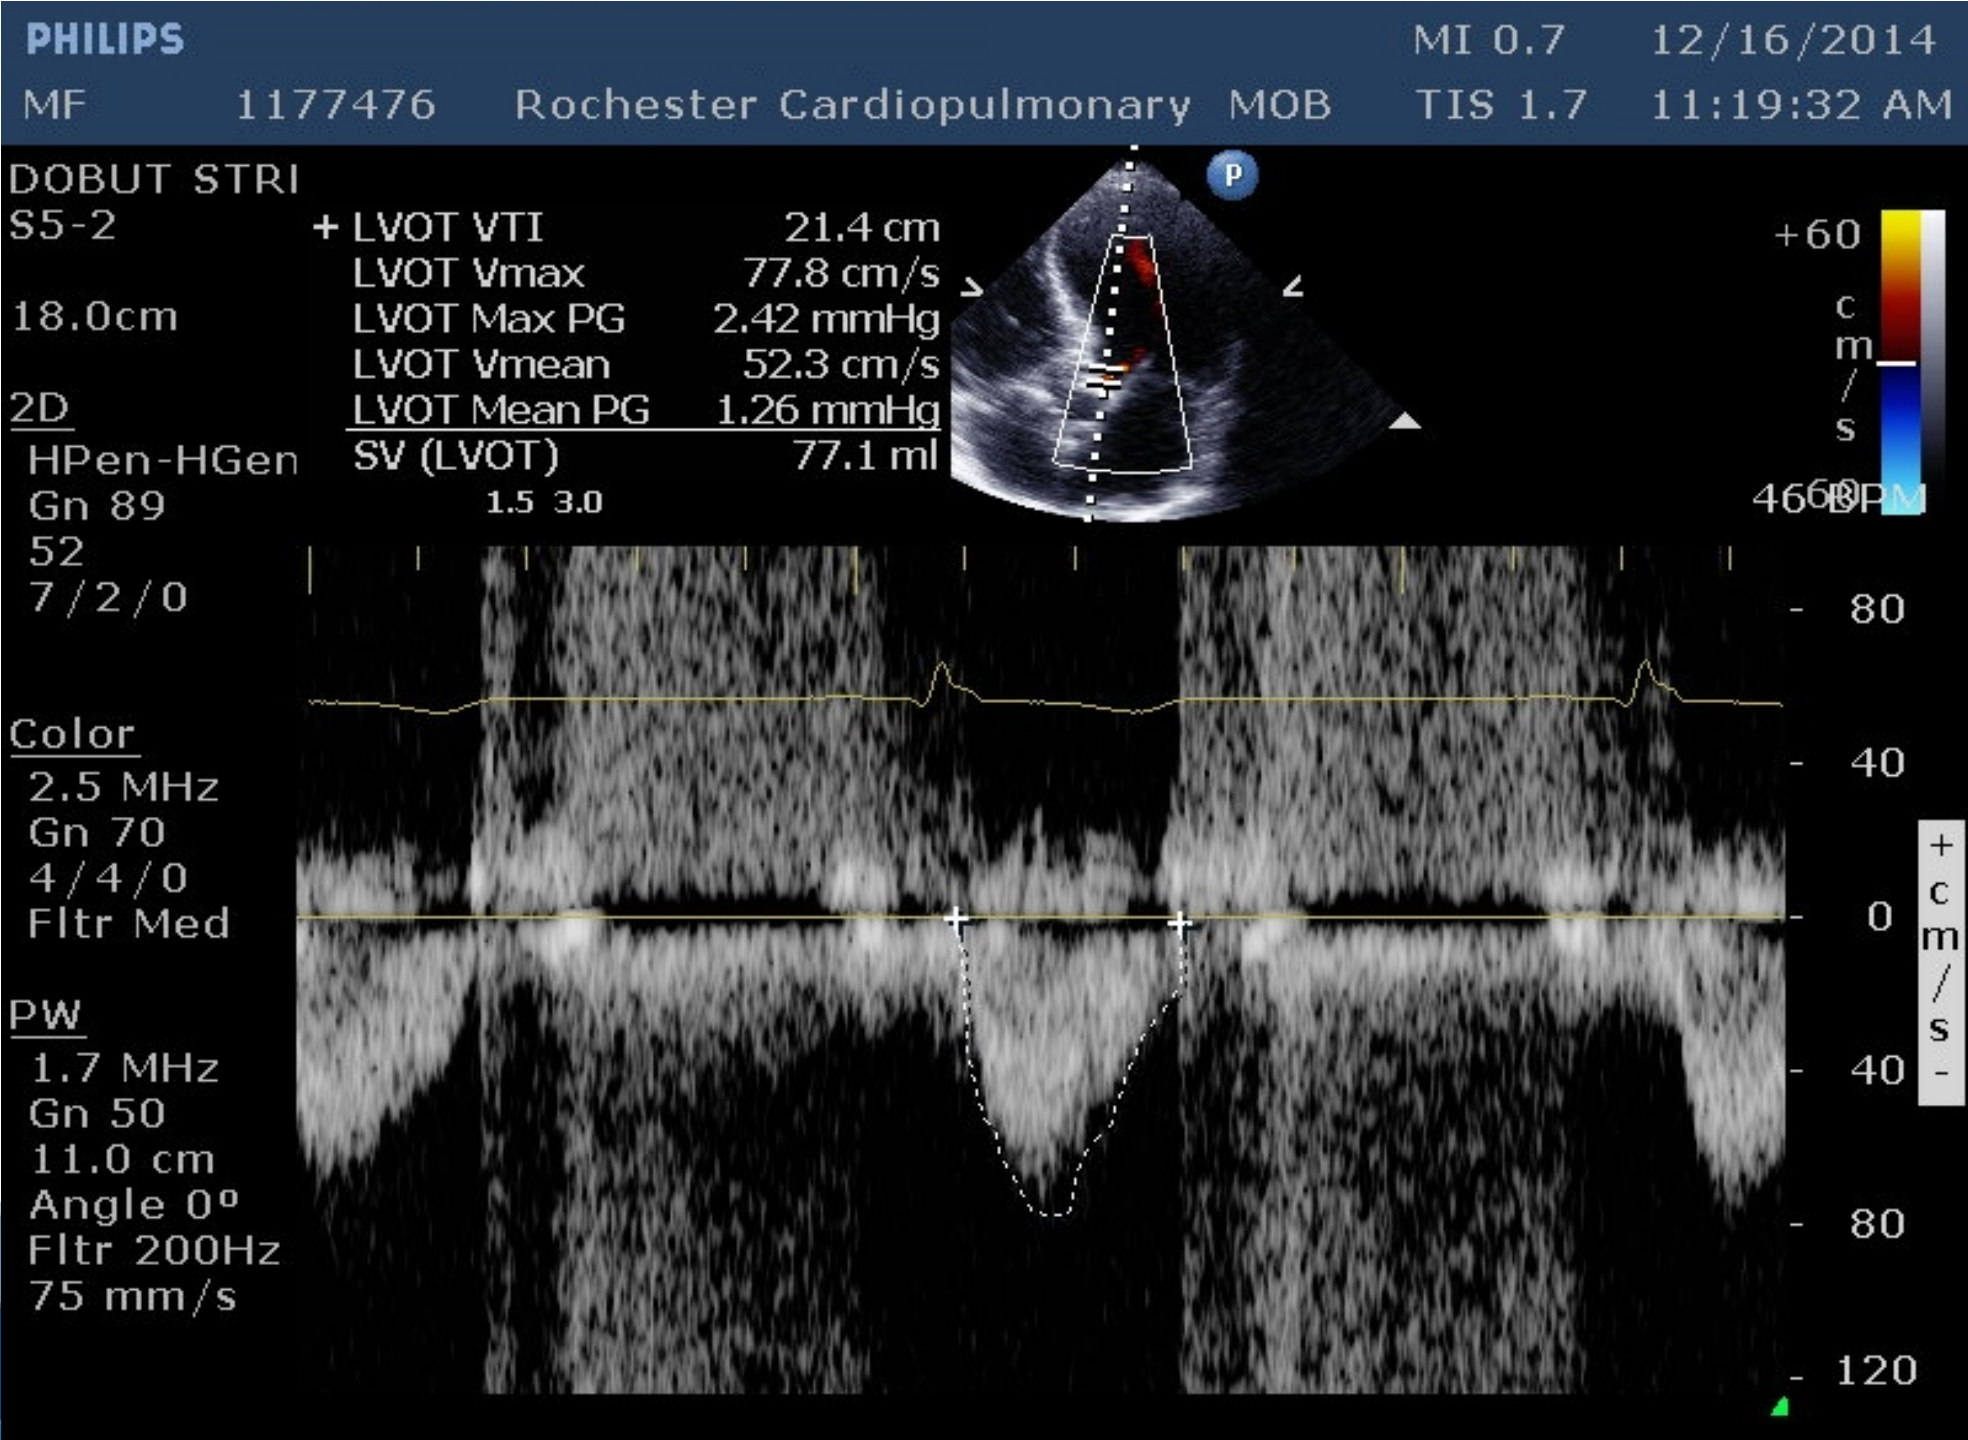 PHILIPS
MI 0.7 12/16/2014
MF 1177476 Rochester Cardiopulmonary MOB TIS 1.7 11:19:32 AM
DOBUT STRI
S5-2
18.0cm
2D
HPen-HGen
Gn 89
52
7/2/0
Color
2.5 MHz
Gn 70
4/4/0
Fltr Med
PW
1.7 MHz
Gn 50
11.0 cm
Angle 0º
Fltr 200Hz
75 mm/s
+ LVOT VTI 21.4 cm
LVOT Vmax 77.8 cm/s
LVOT Max PG 2.42 mmHg
LVOT Vmean 52.3 cm/s
LVOT Mean PG 1.26 mmHg
SV (LVOT) 77.1 ml
1.5 3.0
P
+60
cm/s
46 BPM
80
40
0
40
80
120
+cm/s-